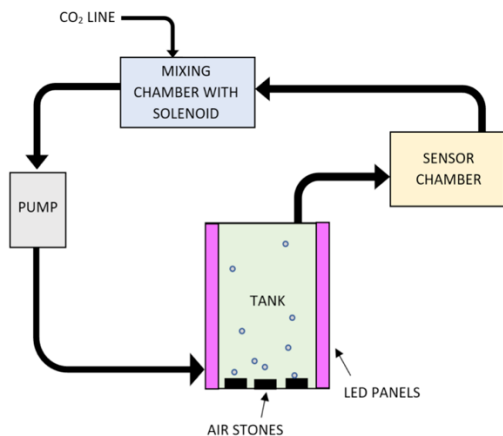 CO₂ LINE
MIXING
CHAMBER WITH
SOLENOID
SENSOR
CHAMBER
PUMP
TANK
LED PANELS
AIR STONES